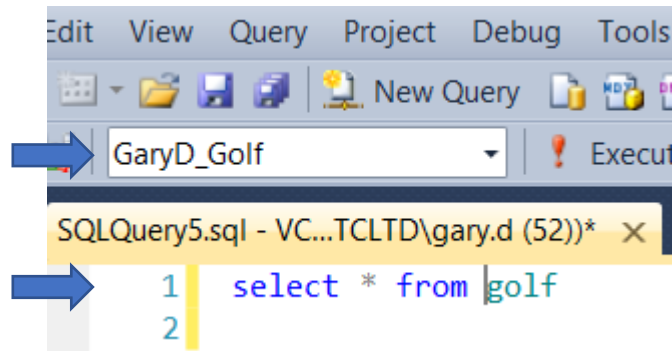 Edit View Query Project Debug Tools
New Query
GaryD_Golf Execut
SQLQuery5.sql - VC...TCLTD\gary.d (52))*
1 select * from golf
2